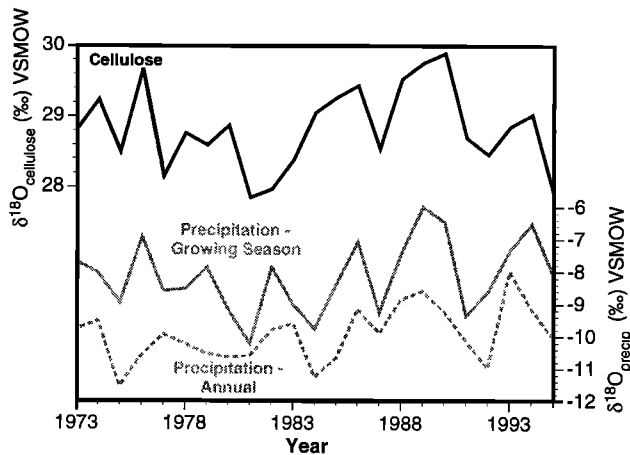 δ18Ocellulose (‰) VSMOW
30
29
28
Cellulose
Precipitation -
Growing Season
Precipitation -
Annual
-6
-7
-8
-9
-10
-11
-12
δ18Oprecip (‰) VSMOW
1973
1978
1983
1988
1993
Year